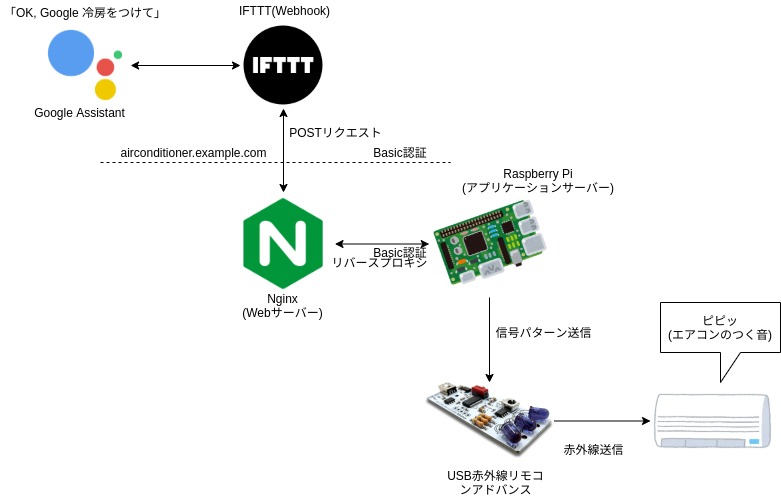 「OK, Google 冷房をつけて」
IFTTT(Webhook)
IFTTT
Google Assistant
POSTリクエスト
airconditioner.example.com
Basic認証
Raspberry Pi
(アプリケーションサーバー)
N
Basic認証
リバースプロキシ
Nginx
(Webサーバー)
信号パターン送信
ピピッ
(エアコンのつく音)
赤外線送信
USB赤外線リモコ
ンアドバンス